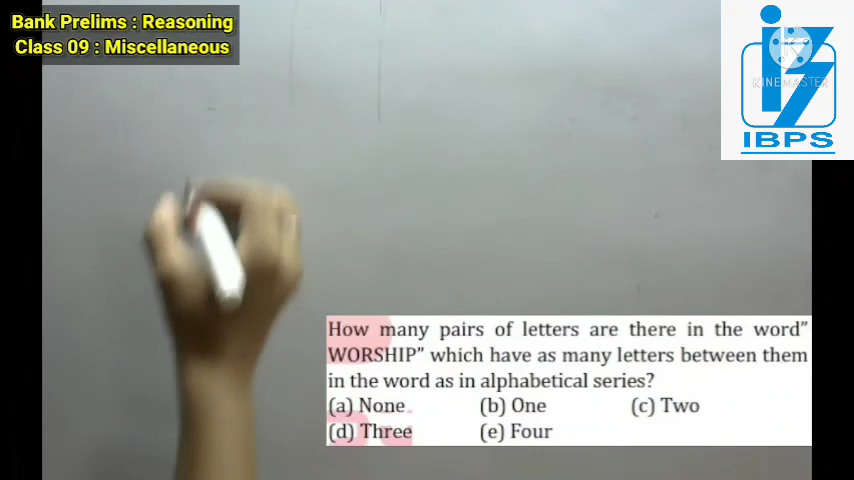 Bank Prelims : Reasoning
Class 09 : Miscellaneous
KINEMASTER
IBPS
How many pairs of letters are there in the word”
WORSHIP” which have as many letters between them
in the word as in alphabetical series?
(a) None (b) One (c) Two
(d) Three (e) Four